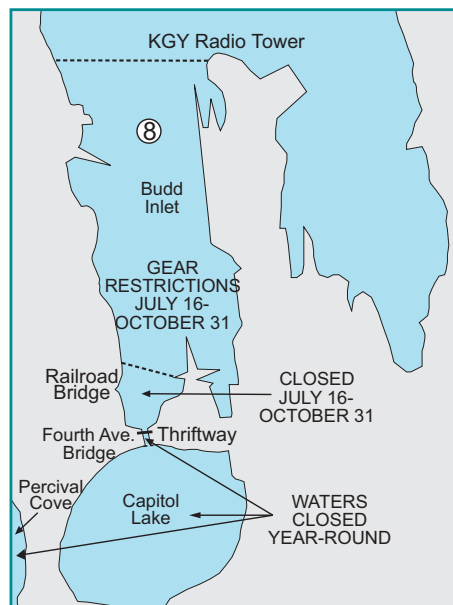 KGY Radio Tower
8
Budd
Inlet
GEAR
RESTRICTIONS
JULY 16-
OCTOBER 31
Railroad
Bridge
CLOSED
JULY 16-
OCTOBER 31
Fourth Ave.
Bridge
Thriftway
Percival
Cove
Capitol
Lake
WATERS
CLOSED
YEAR-ROUND